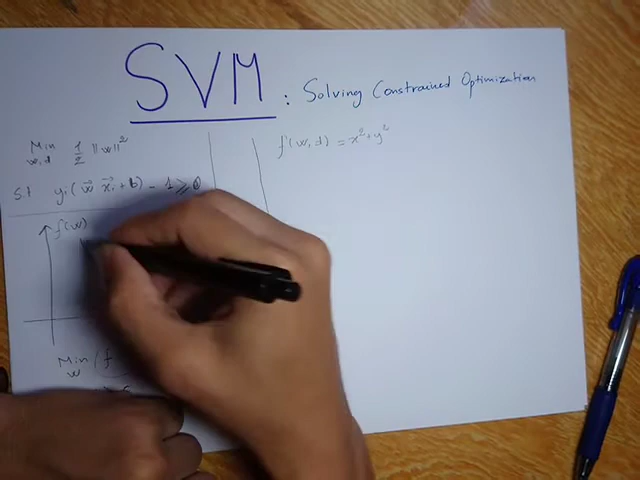 SVM : Solving Constrained Optimization
Min 1/2 ||w||²
w,d
s.t yi( w⃗ x⃗i + b) - 1 ≥ 0
f(w,d) = x² + y²
f(w)
Min (f
w